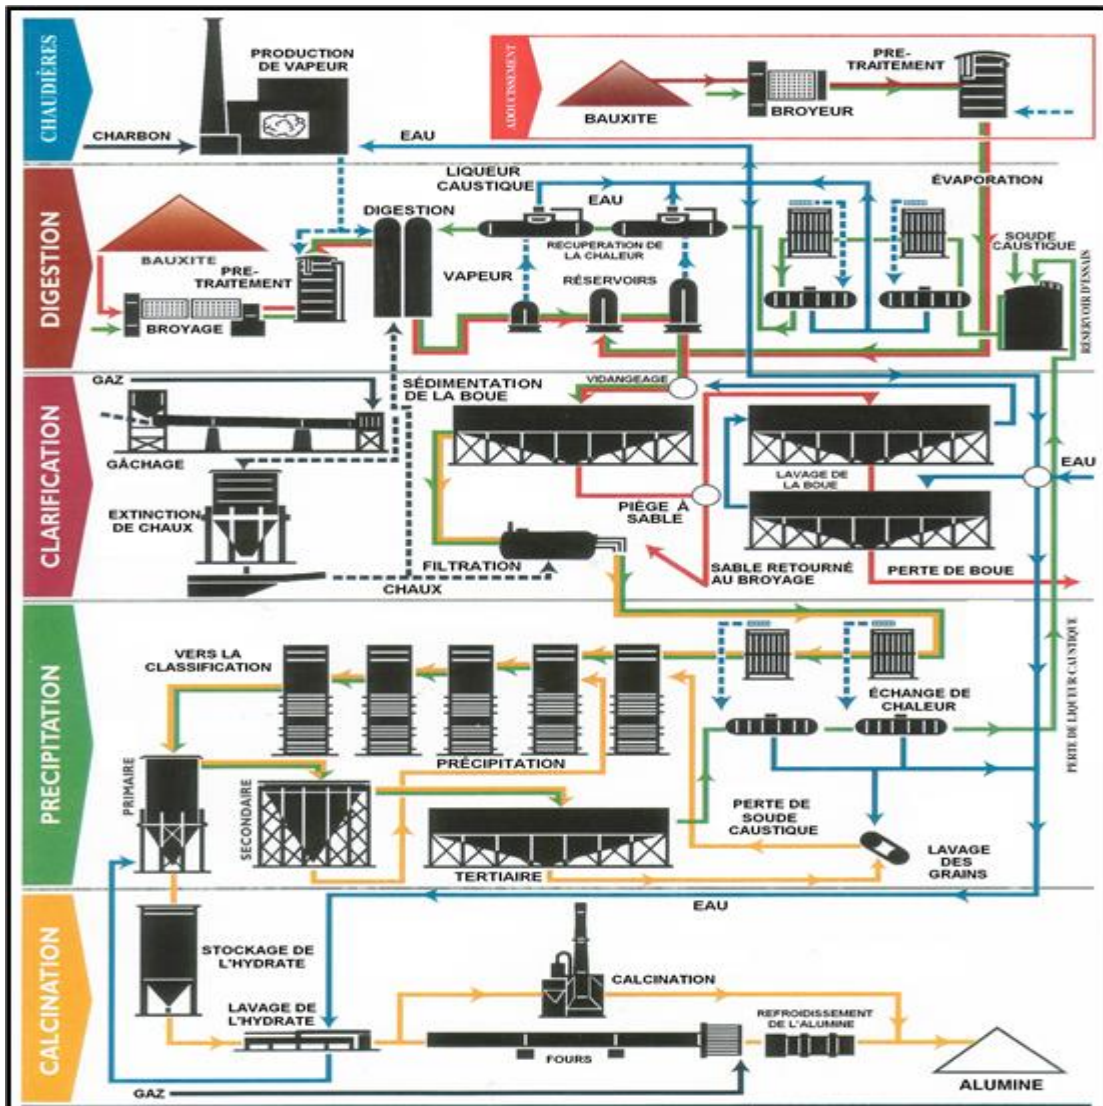 CHAUDIÈRES
PRODUCTION
DE VAPEUR
CHARBON
EAU
ADOUCISSEMENT
BAUXITE
BROYEUR
PRE-
TRAITEMENT
DIGESTION
BAUXITE
BROYAGE
PRE-
TRAITEMENT
DIGESTION
LIQUEUR
CAUSTIQUE
EAU
RECUPERATION DE
LA CHALEUR
VAPEUR
RÉSERVOIRS
ÉVAPORATION
SOUDE
CAUSTIQUE
RÉSERVOIR D'ESSAIS
CLARIFICATION
GAZ
GÂCHAGE
EXTINCTION
DE CHAUX
CHAUX
SÉDIMENTATION
DE LA BOUE
VIDANGEAGE
FILTRATION
PIÈGE À
SABLE
LAVAGE DE
LA BOUE
EAU
SABLE RETOURNÉ
AU BROYAGE
PERTE DE BOUE
PRECIPITATION
VERS LA
CLASSIFICATION
PRÉCIPITATION
PRIMAIRE
SECONDAIRE
TERTIAIRE
ÉCHANGE DE
CHALEUR
PERTE DE LIQUEUR CAUSTIQUE
PERTE DE
SOUDE
CAUSTIQUE
LAVAGE
DES
GRAINS
CALCINATION
EAU
STOCKAGE DE
L'HYDRATE
LAVAGE DE
L'HYDRATE
CALCINATION
FOURS
REFROIDISSEMENT
DE L'ALUMINE
GAZ
ALUMINE